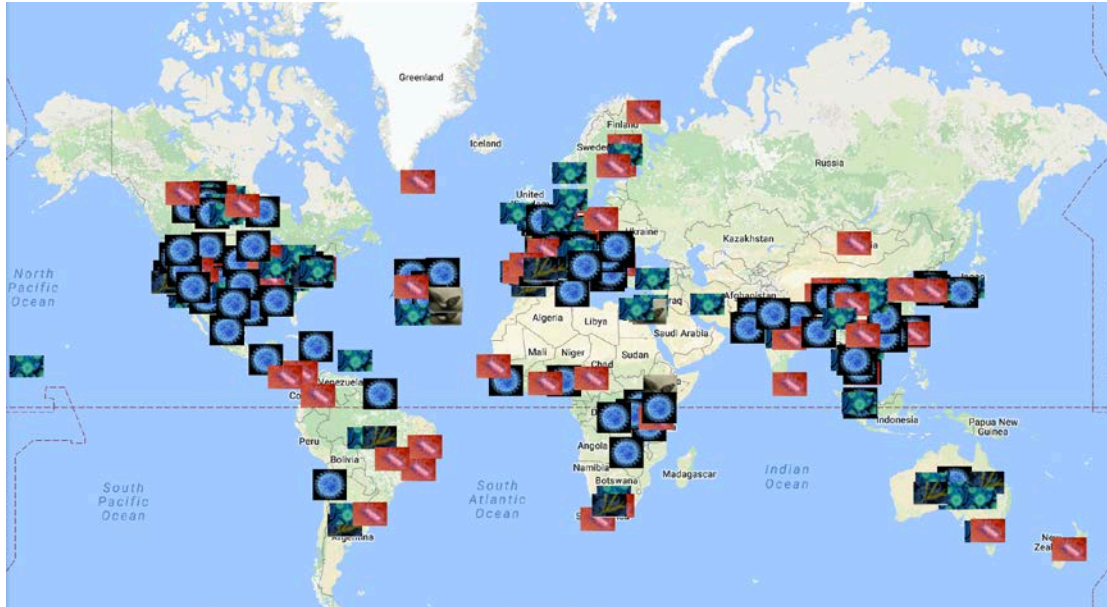 Greenland
Iceland
Finland
Sweden
Russia
United
Ukraine
Kazakhstan
North
Pacific
Ocean
Afghanistan
Iraq
Algeria
Libya
Saudi Arabia
Mali
Niger
Sudan
Chad
Venezuela
Indonesia
Papua New
Guinea
Peru
Angola
Bolivia
Namibia
Madagascar
Botswana
South
Pacific
Ocean
South
Atlantic
Ocean
Indian
Ocean
Argentina
New